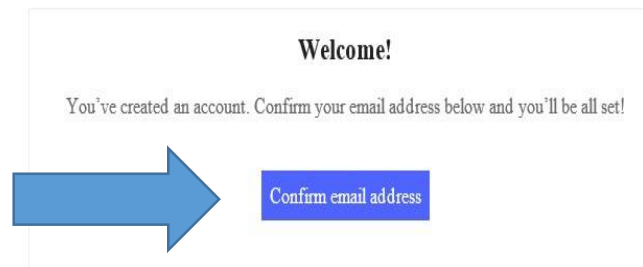 Welcome!
You’ve created an account. Confirm your email address below and you’ll be all set!
Confirm email address